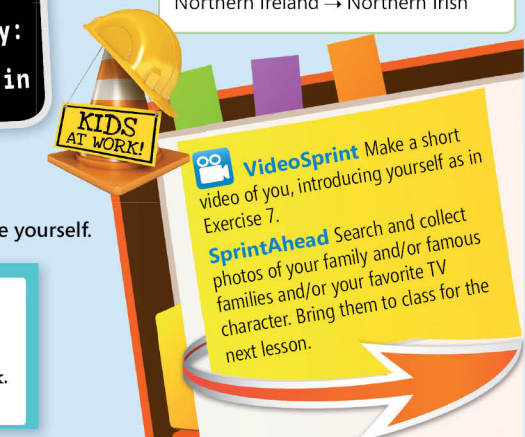 Northern Ireland → Northern Irish
y:
in
KIDS
AT WORK!
e yourself.
k.
VideoSprint Make a short
video of you, introducing yourself as in
Exercise 7.
SprintAhead Search and collect
photos of your family and/or famous
families and/or your favorite TV
character. Bring them to class for the
next lesson.